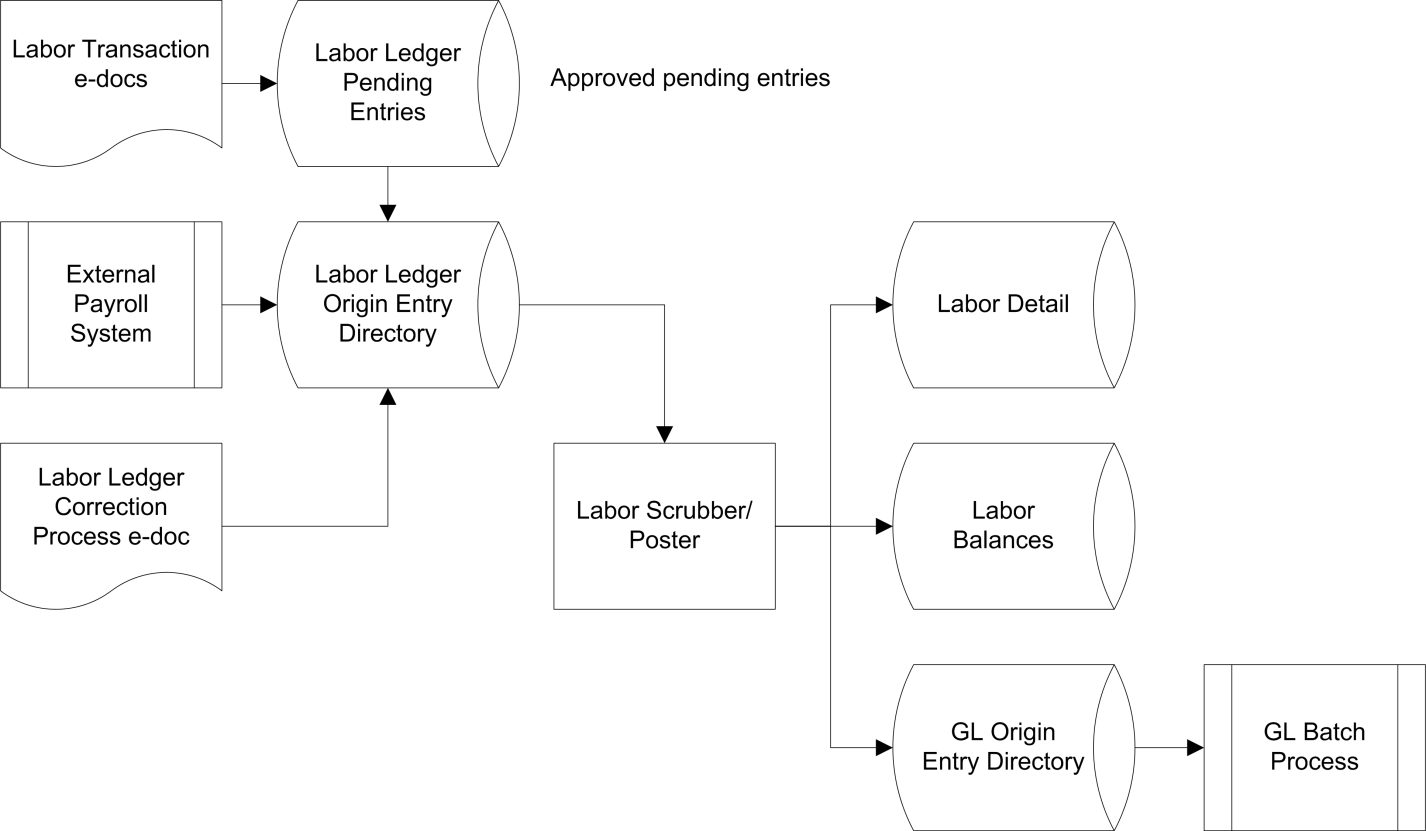 Labor Transaction
e-docs
Labor Ledger
Pending
Entries
Approved pending entries
External
Payroll
System
Labor Ledger
Origin Entry
Directory
Labor Detail
Labor Ledger
Correction
Process e-doc
Labor Scrubber/
Poster
Labor
Balances
GL Origin
Entry Directory
GL Batch
Process